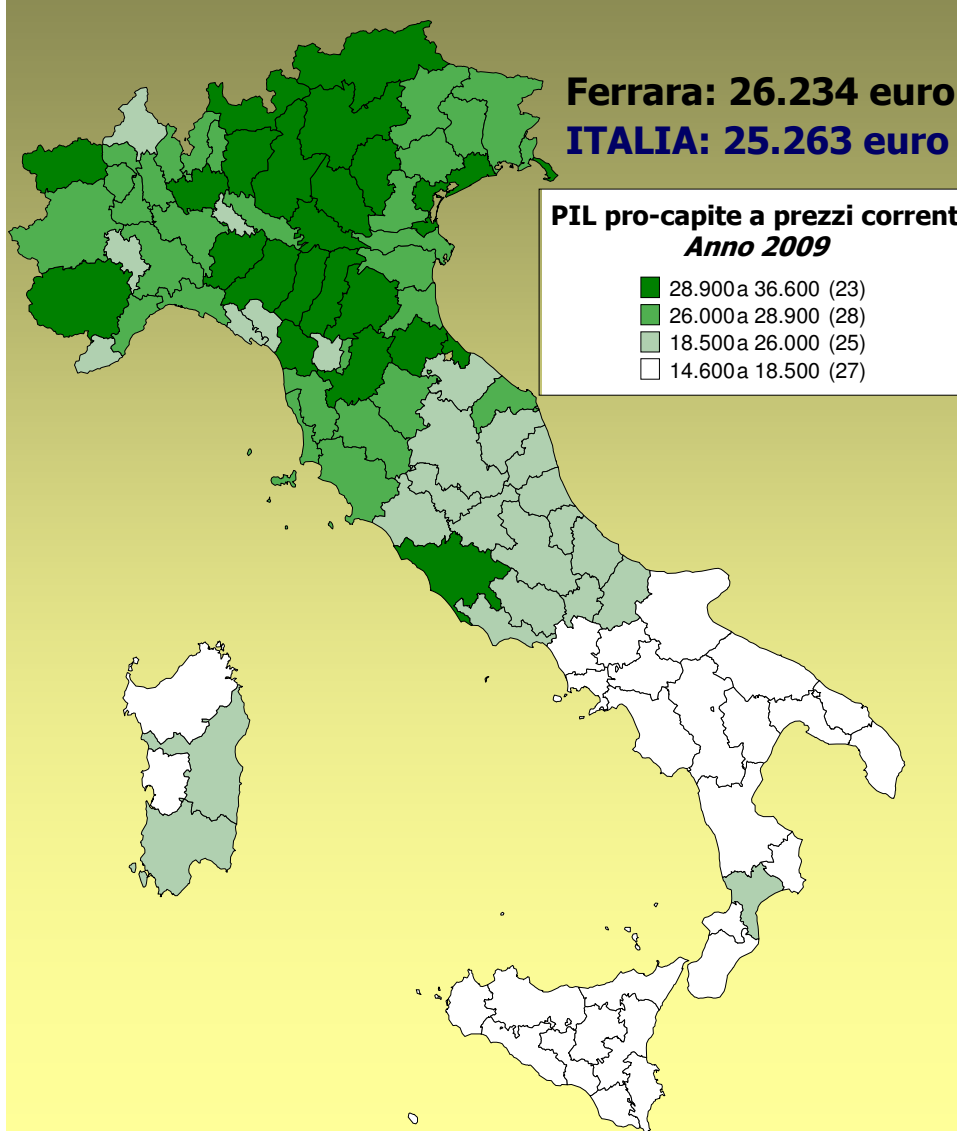 Ferrara: 26.234 euro
ITALIA: 25.263 euro
PIL pro-capite a prezzi corrent
Anno 2009
28.900 a 36.600 (23)
26.000 a 28.900 (28)
18.500 a 26.000 (25)
14.600 a 18.500 (27)